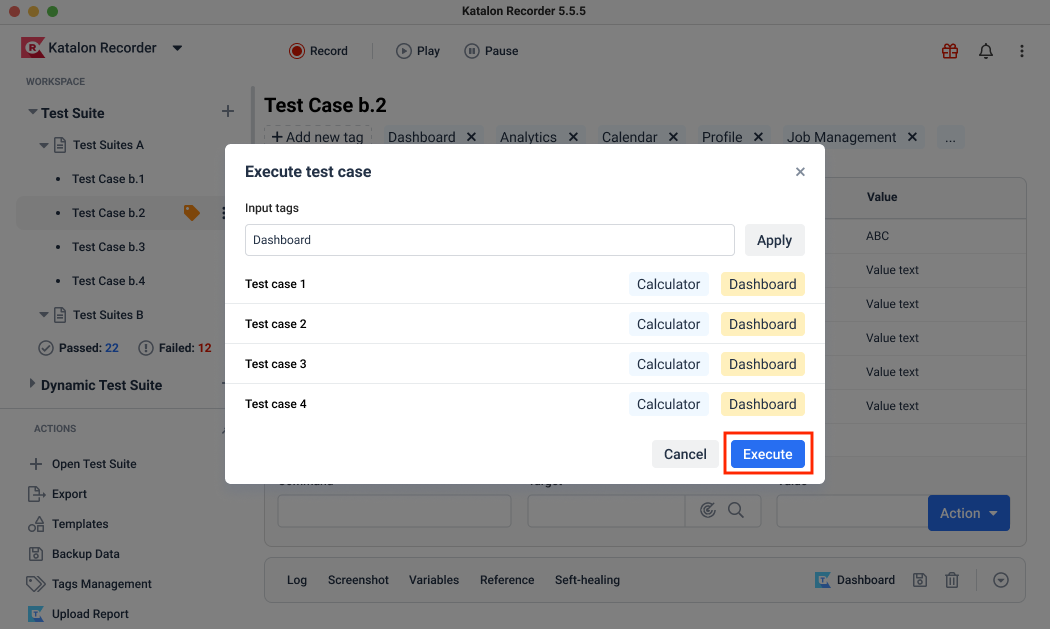 Katalon Recorder 5.5.5
Katalon Recorder
Record
Play
Pause
WORKSPACE
Test Suite
Test Suites A
Test Case b.1
Test Case b.2
Test Case b.3
Test Case b.4
Test Suites B
Passed: 22
Failed: 12
Dynamic Test Suite
ACTIONS
Open Test Suite
Export
Templates
Backup Data
Tags Management
Upload Report
Test Case b.2
+ Add new tag
Dashboard ✕
Analytics ✕
Calendar ✕
Profile ✕
Job Management ✕
...
Value
ABC
Value text
Value text
Value text
Value text
Value text
Execute test case
Input tags
Dashboard
Apply
Test case 1 Calculator Dashboard
Test case 2 Calculator Dashboard
Test case 3 Calculator Dashboard
Test case 4 Calculator Dashboard
Cancel
Execute
Command
Target
Value
Action
Log
Screenshot
Variables
Reference
Seft-healing
Dashboard